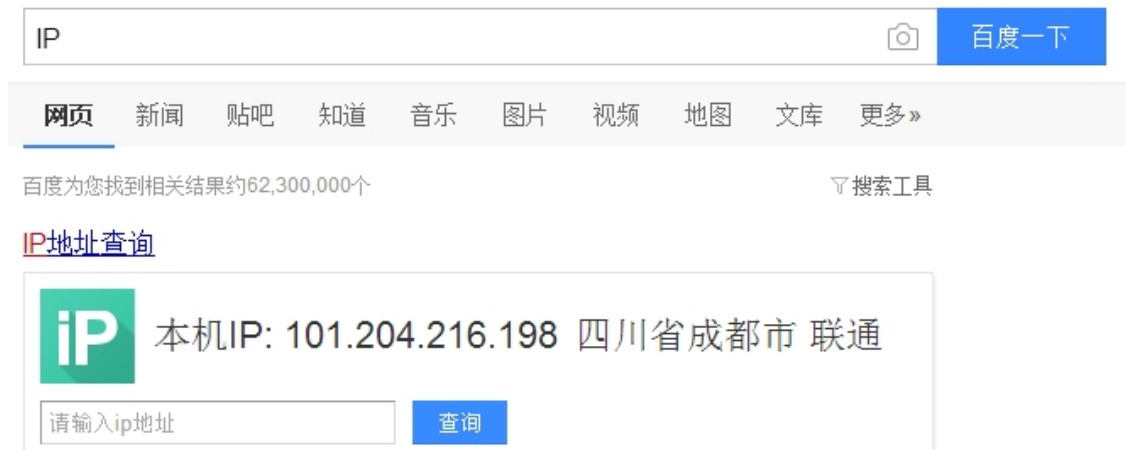 IP 百度一下
网页 新闻 贴吧 知道 音乐 图片 视频 地图 文库 更多»
百度为您找到相关结果约62,300,000个 搜索工具
IP地址查询
iP 本机IP: 101.204.216.198 四川省成都市 联通
请输入ip地址 查询